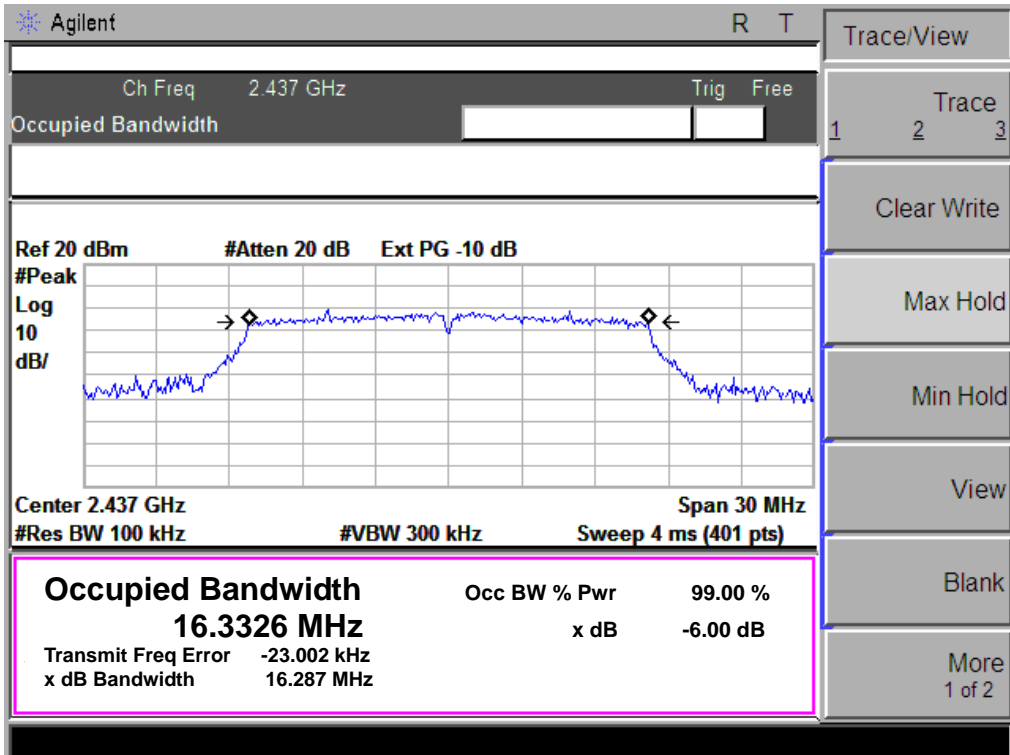 Agilent R T
Trace/View
Ch Freq 2.437 GHz Trig Free
Occupied Bandwidth
Trace
1 2 3
Clear Write
Max Hold
Min Hold
View
Blank
More
1 of 2
Ref 20 dBm #Atten 20 dB Ext PG -10 dB
#Peak
Log
10
dB/
Center 2.437 GHz Span 30 MHz
#Res BW 100 kHz #VBW 300 kHz Sweep 4 ms (401 pts)
Occupied Bandwidth Occ BW % Pwr 99.00 %
16.3326 MHz x dB -6.00 dB
Transmit Freq Error -23.002 kHz
x dB Bandwidth 16.287 MHz